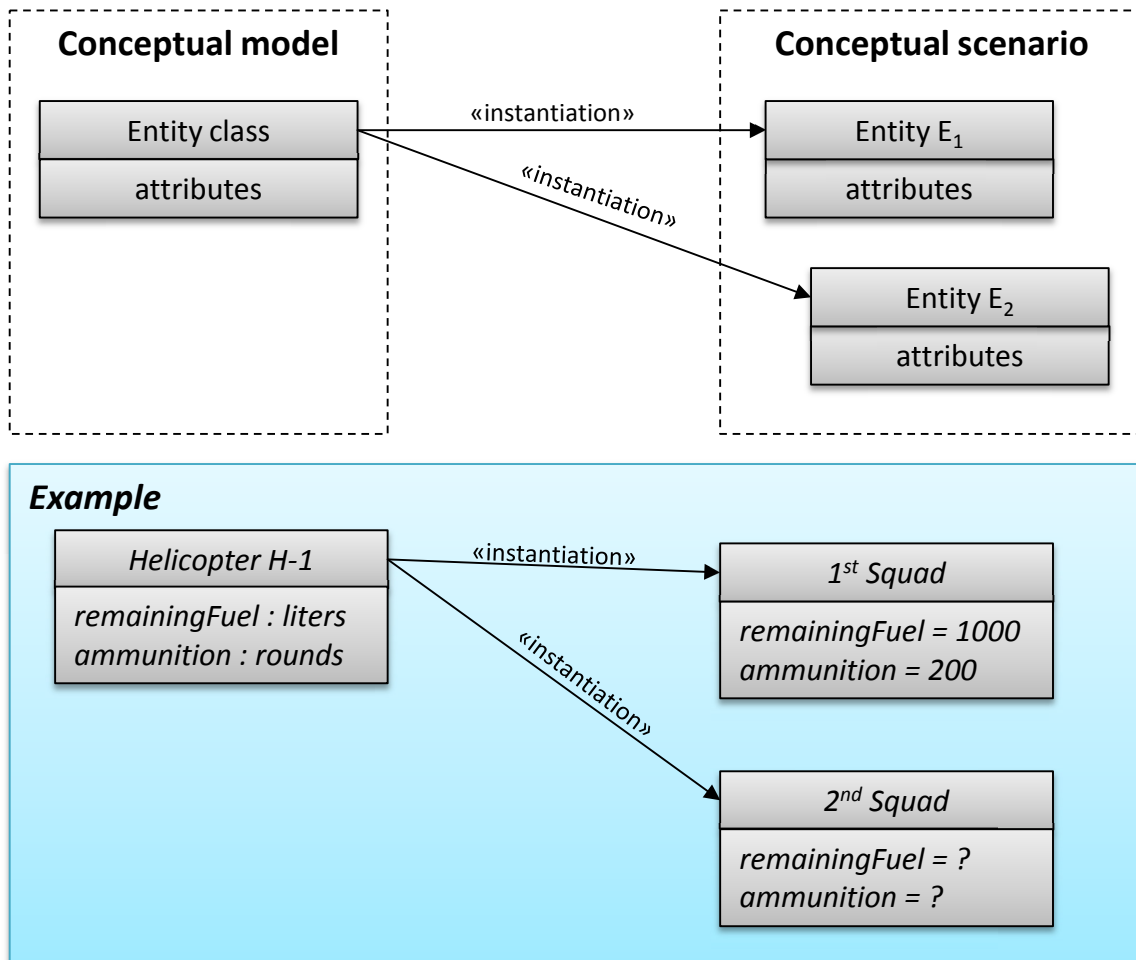 Conceptual model
Conceptual scenario
Entity class
attributes
«instantiation»
«instantiation»
Entity E₁
attributes
Entity E₂
attributes
Example
Helicopter H-1
remainingFuel : liters
ammunition : rounds
«instantiation»
«instantiation»
1ˢᵗ Squad
remainingFuel = 1000
ammunition = 200
2ⁿᵈ Squad
remainingFuel = ?
ammunition = ?